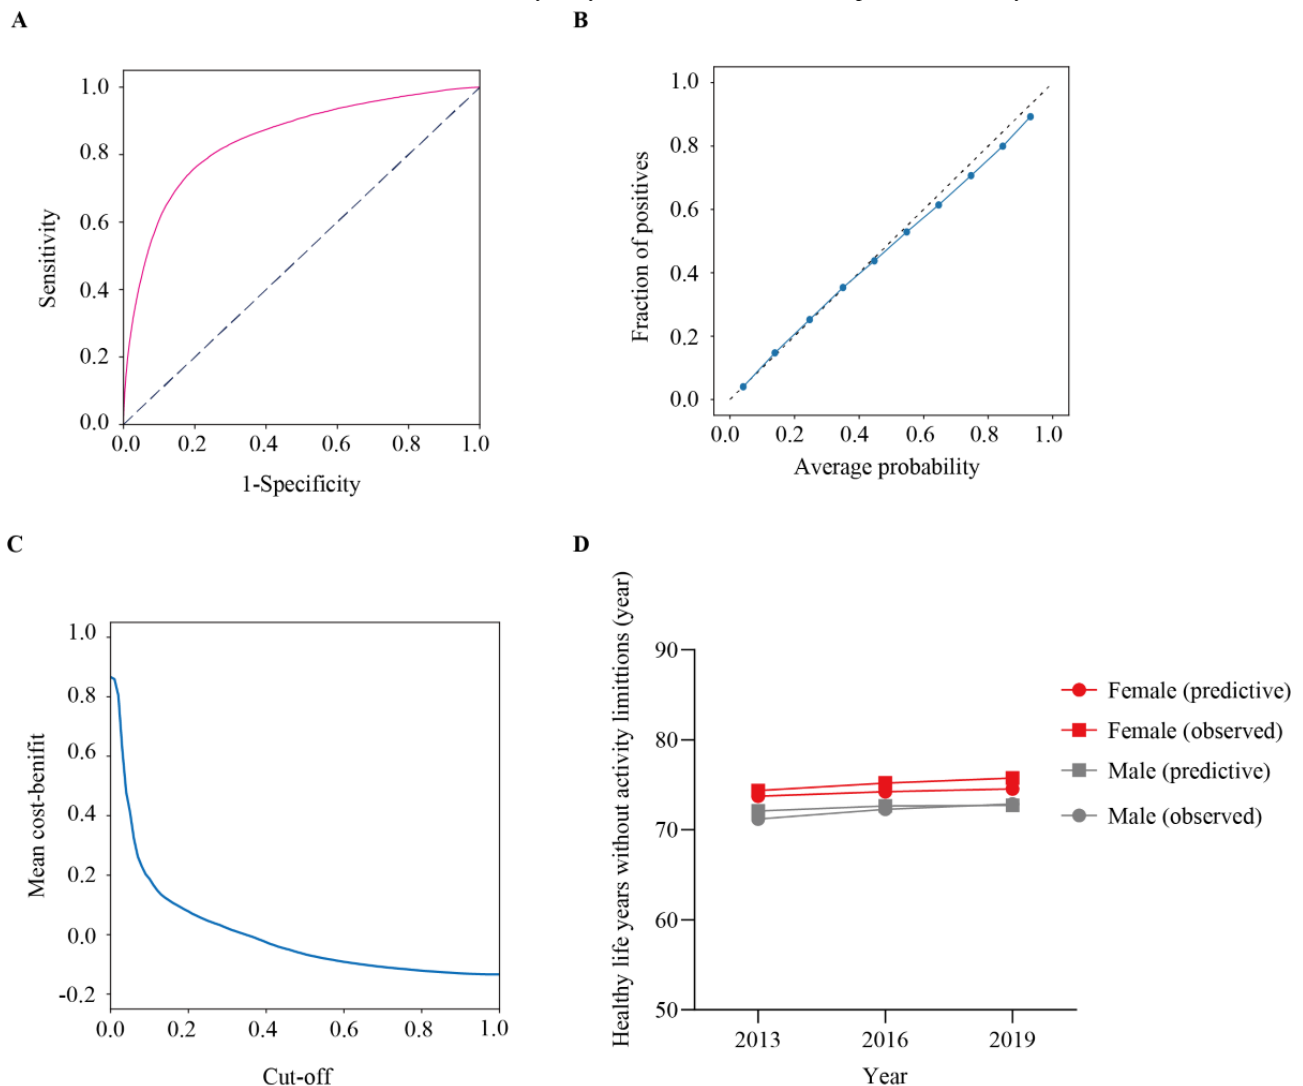 A
1.0
0.8
0.6
0.4
0.2
0.0
Sensitivity
0.0 0.2 0.4 0.6 0.8 1.0
1-Specificity
B
1.0
0.8
0.6
0.4
0.2
0.0
Fraction of positives
0.0 0.2 0.4 0.6 0.8 1.0
Average probability
C
1.0
0.8
0.6
0.4
0.2
0.0
-0.2
Mean cost-benifit
0.0 0.2 0.4 0.6 0.8 1.0
Cut-off
D
Healthy life years without activity limittions (year)
90
80
70
60
50
2013 2016 2019
Year
Female (predictive)
Female (observed)
Male (predictive)
Male (observed)